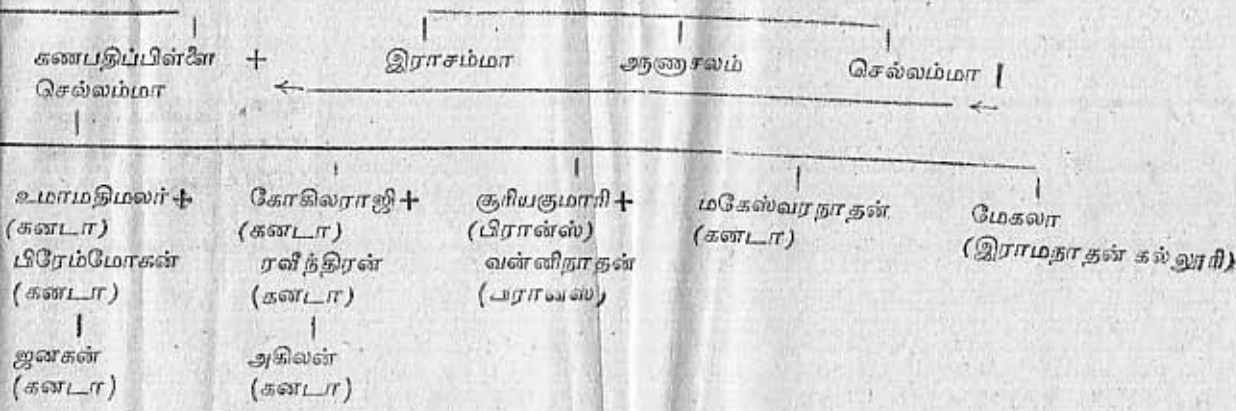 கணபதிப்பிள்ளை + இராசம்மா அருணாசலம் செல்லம்மா
செல்லம்மா
உமாமதிமலர்+ கோகிலராஜி+ சூரியகுமாரி+ மகேஸ்வரநாதன் மேகலா
(கனடா) (கனடா) (பிரான்ஸ்) (கனடா) (இராமநாதன் கல்லூரி)
பிரேம்மோகன் ரவீந்திரன் வன்னிநாதன்
(கனடா) (கனடா) (பிரான்ஸ்)
ஜனகன் அகிலன்
(கனடா) (கனடா)